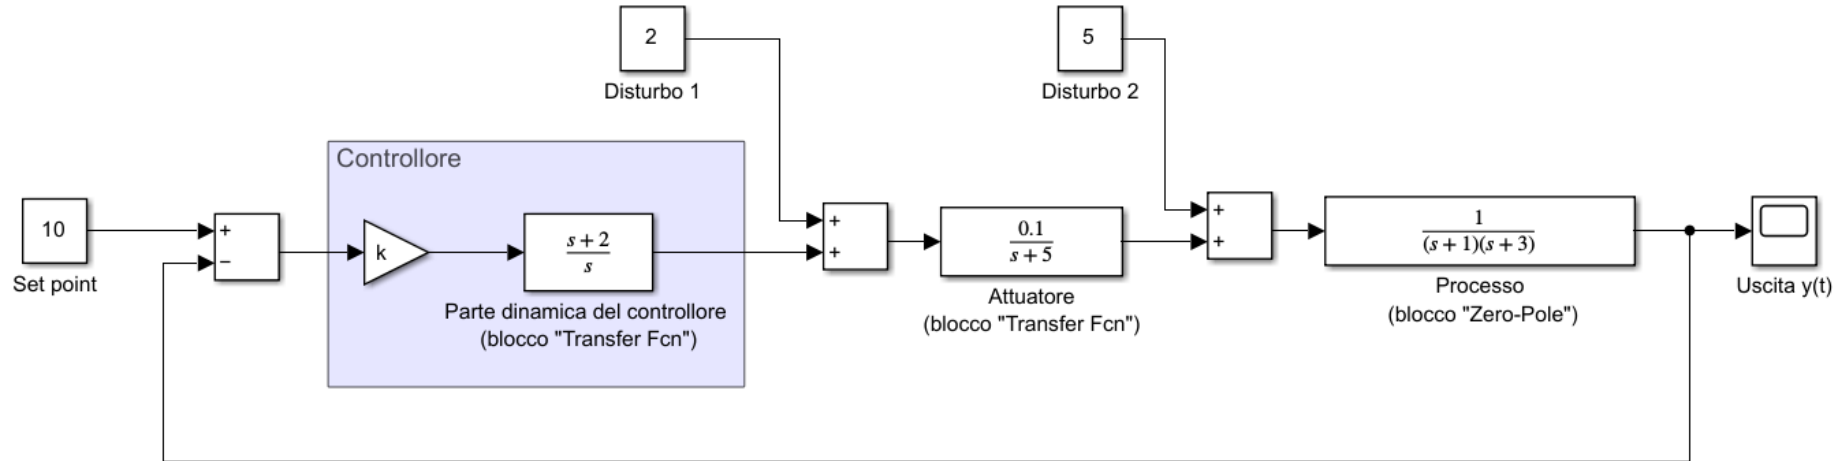 2
Disturbo 1
5
Disturbo 2
Controllore
10
Set point
+
−
k
s + 2
s
Parte dinamica del controllore
(blocco "Transfer Fcn")
+
+
0.1
s + 5
Attuatore
(blocco "Transfer Fcn")
+
+
1
(s + 1)(s + 3)
Processo
(blocco "Zero-Pole")
Uscita y(t)